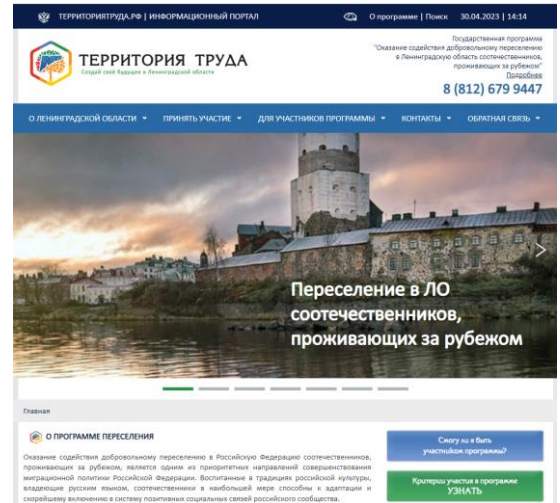 ТЕРРИТОРИЯТРУДА.РФ | ИНФОРМАЦИОННЫЙ ПОРТАЛ
О программе | Поиск 30.04.2023 | 14:14
ТЕРРИТОРИЯ ТРУДА
Создай своё будущее в Ленинградской области
Государственная программа
"Оказание содействия добровольному переселению
в Ленинградскую область соотечественников,
проживающих за рубежом"
Подробнее
8 (812) 679 9447
О ЛЕНИНГРАДСКОЙ ОБЛАСТИ ПРИНЯТЬ УЧАСТИЕ ДЛЯ УЧАСТНИКОВ ПРОГРАММЫ КОНТАКТЫ ОБРАТНАЯ СВЯЗЬ
Переселение в ЛО
соотечественников,
проживающих за рубежом
Главная
О ПРОГРАММЕ ПЕРЕСЕЛЕНИЯ
Оказание содействия добровольному переселению в Российскую Федерацию соотечественников,
проживающих за рубежом, является одним из приоритетных направлений совершенствования
миграционной политики Российской Федерации. Воспитанные в традициях российской культуры,
владеющие русским языком, соотечественники в наибольшей мере способны к адаптации и
скорейшему включению в систему позитивных социальных связей российского сообщества.
Смогу ли я быть
участником программы?
Критерии участия в программе
УЗНАТЬ